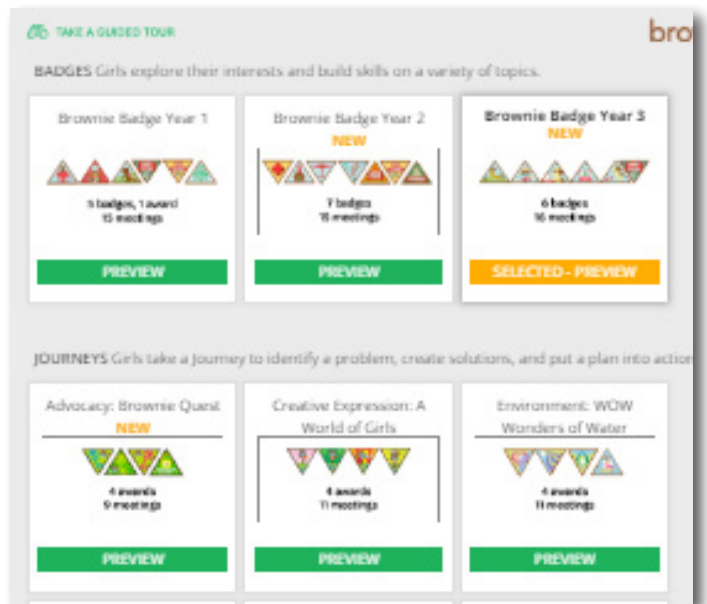 TAKE A GUIDED TOUR
bro
BADGES Girls explore their interests and build skills on a variety of topics.
Brownie Badge Year 1
5 badges, 1 award
15 meetings
PREVIEW
Brownie Badge Year 2
NEW
7 badges
15 meetings
PREVIEW
Brownie Badge Year 3
NEW
6 badges
16 meetings
SELECTED - PREVIEW
JOURNEYS Girls take a Journey to identify a problem, create solutions, and put a plan into action
Advocacy: Brownie Quest
NEW
4 awards
9 meetings
PREVIEW
Creative Expression: A
World of Girls
4 awards
11 meetings
PREVIEW
Environment: WOW
Wonders of Water
4 awards
11 meetings
PREVIEW